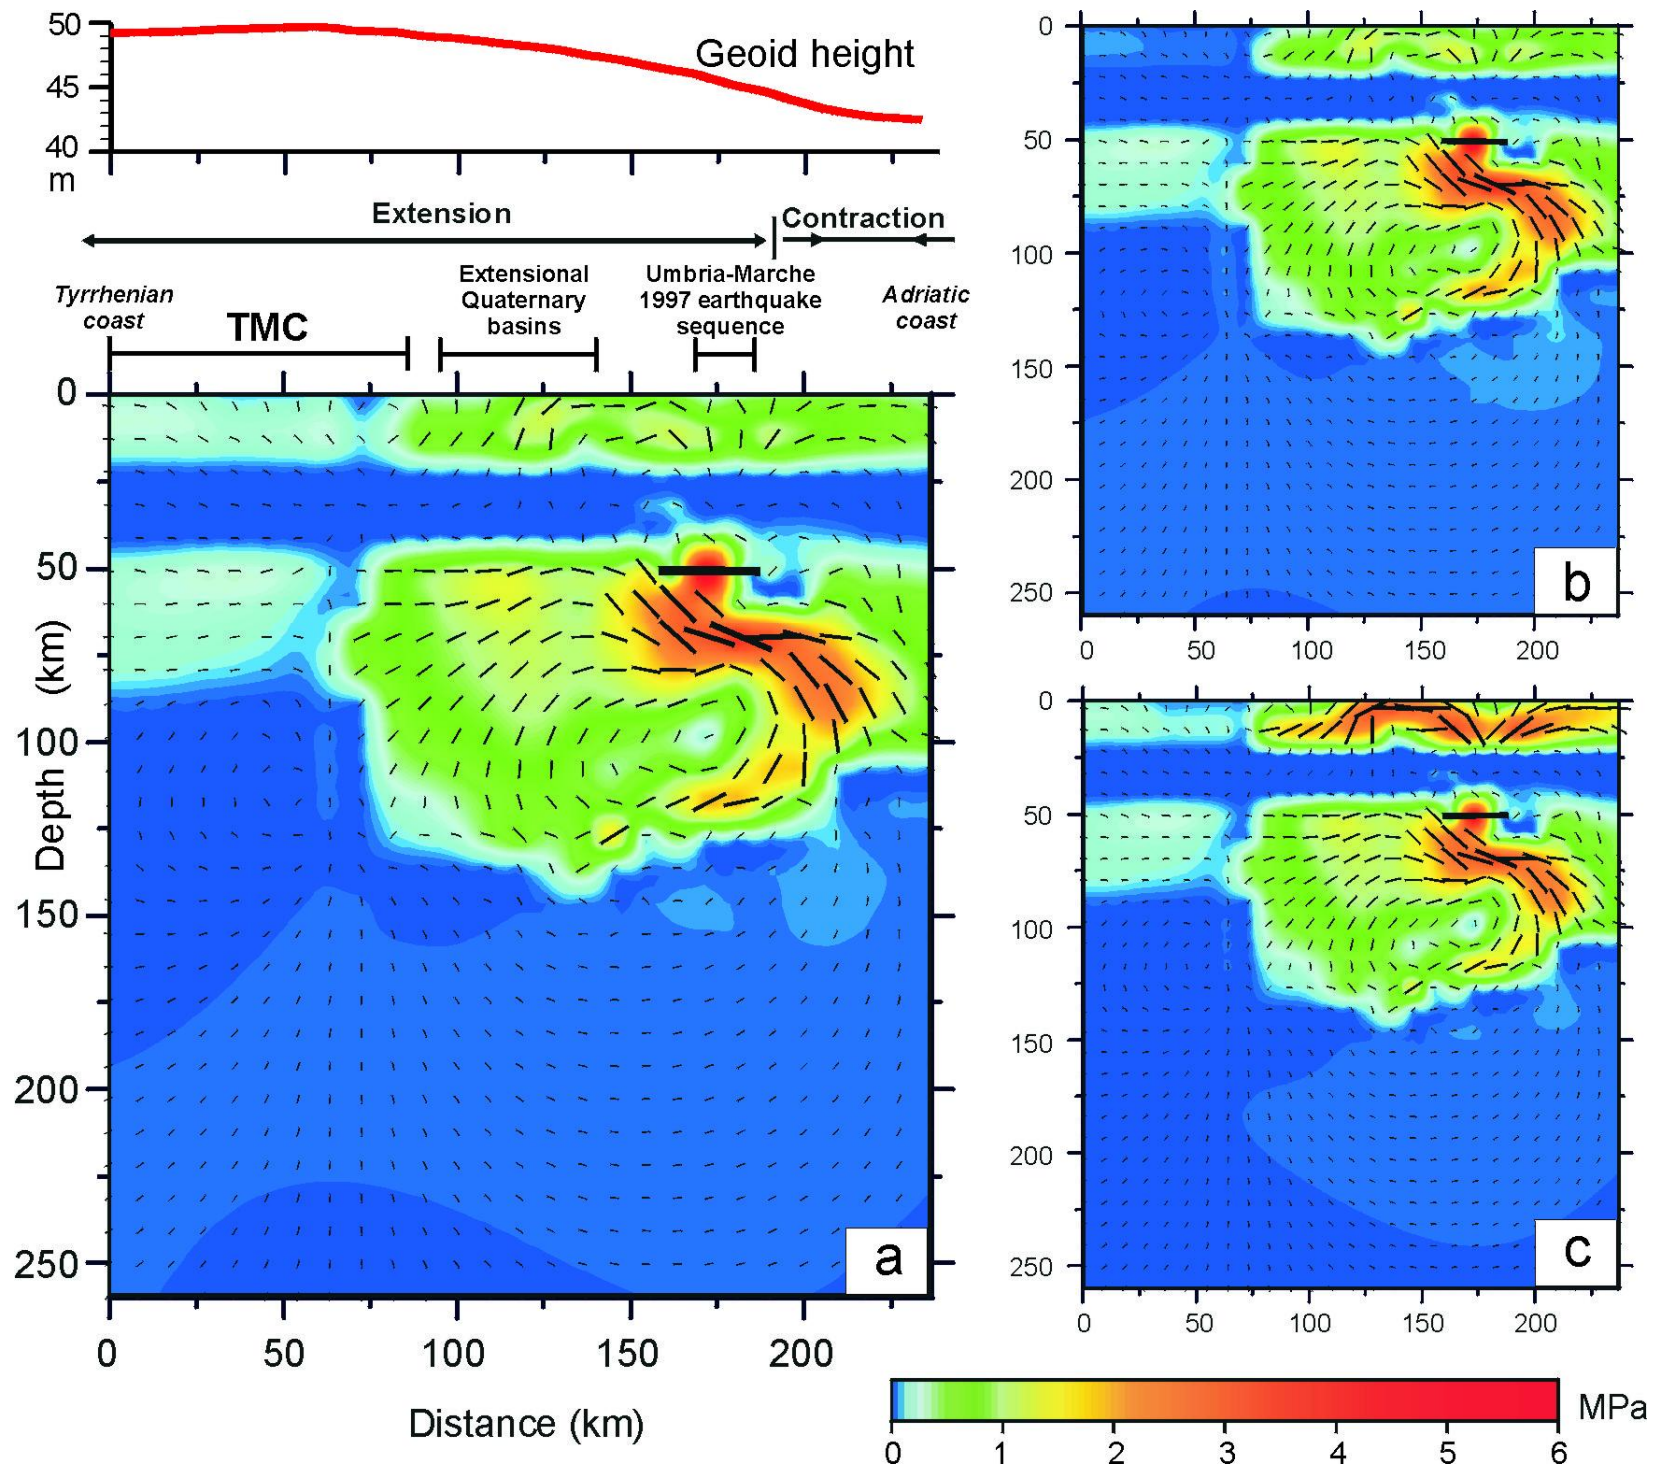 50
45
40
m
Geoid height
Extension
Contraction
Tyrrhenian
coast
TMC
Extensional
Quaternary
basins
Umbria-Marche
1997 earthquake
sequence
Adriatic
coast
0
50
100
150
200
250
Depth (km)
a
0 50 100 150 200
Distance (km)
0
50
100
150
200
250
b
0 50 100 150 200
0
50
100
150
200
250
c
0 50 100 150 200
MPa
0 1 2 3 4 5 6